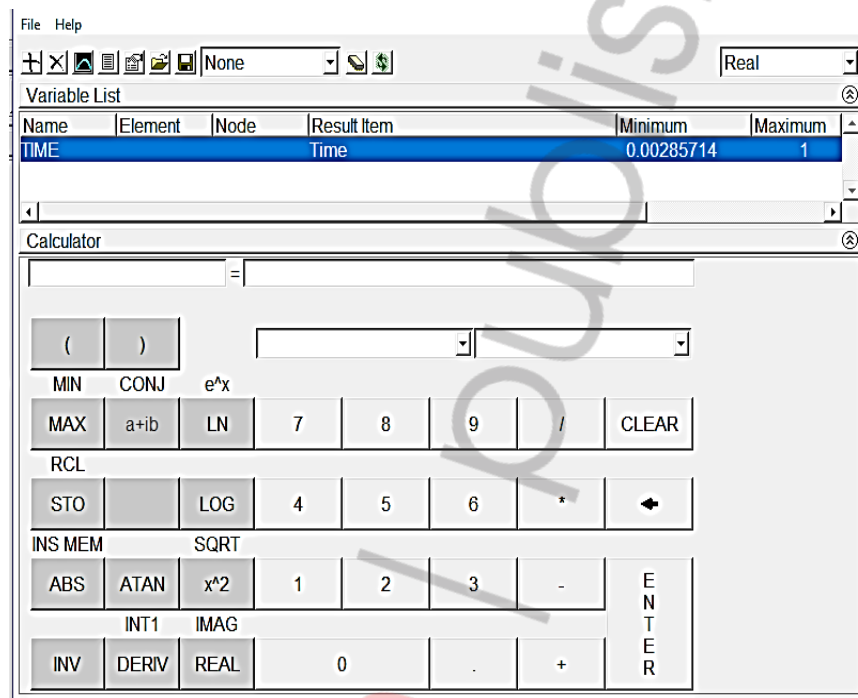 File Help
None Real
Variable List
Name Element Node Result Item Minimum Maximum
TIME Time 0.00285714 1
Calculator
=
( )
MIN CONJ e^x
MAX a+ib LN 7 8 9 / CLEAR
RCL
STO LOG 4 5 6 *
INS MEM SQRT
ABS ATAN x^2 1 2 3 - ENTER
INT1 IMAG
INV DERIV REAL 0 . +
/ publis